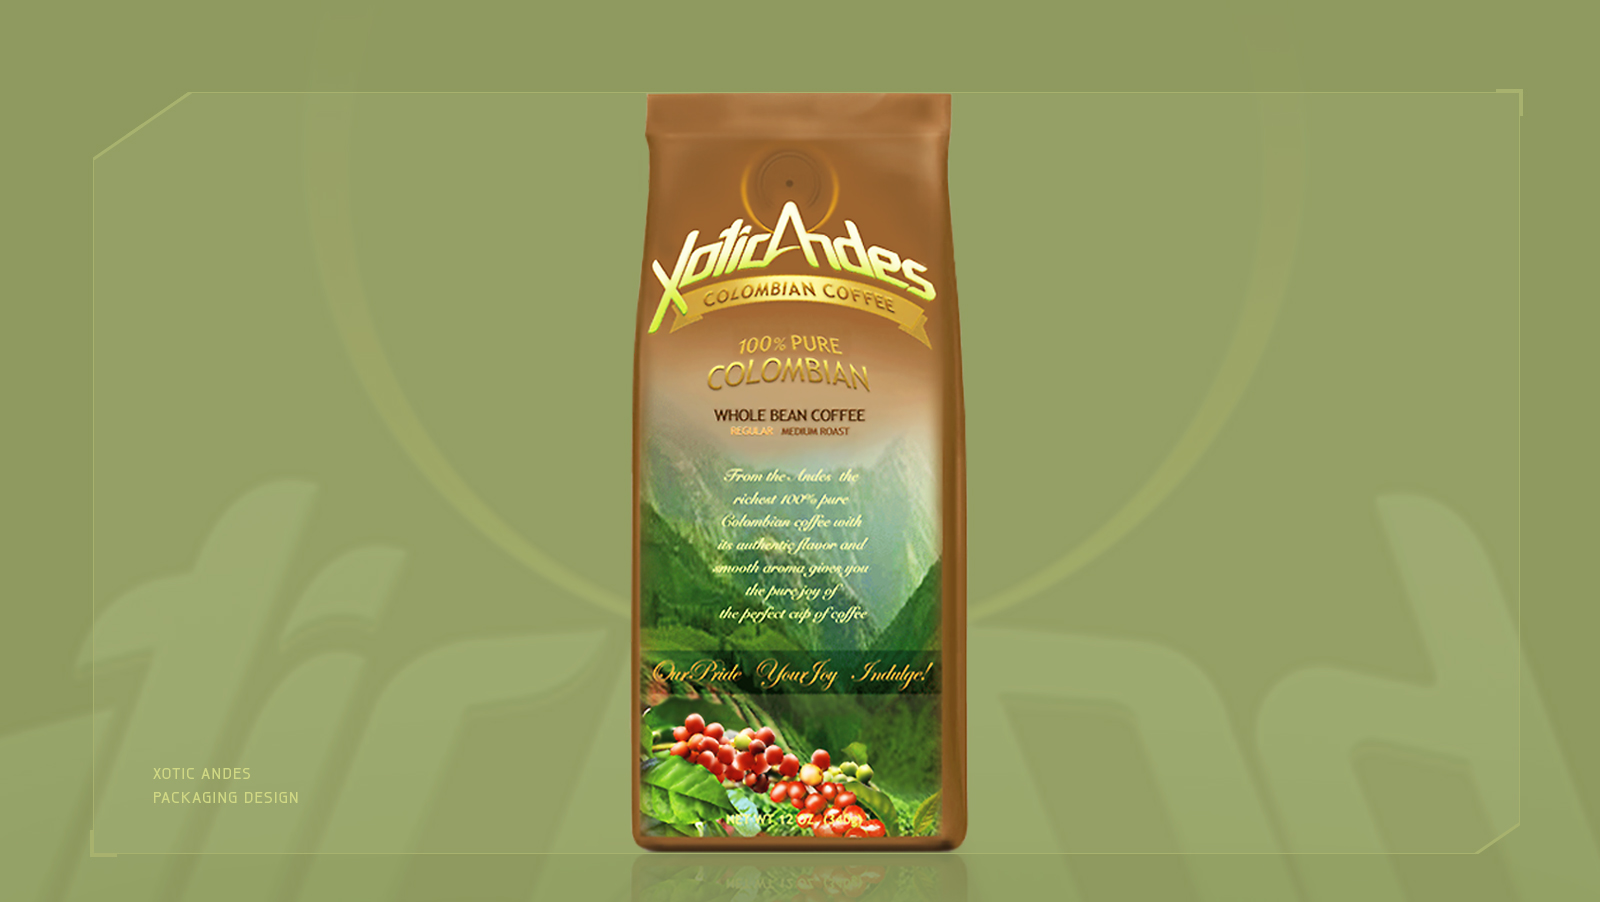 XoticAndes
COLOMBIAN COFFEE
100% PURE
COLOMBIAN
WHOLE BEAN COFFEE
REGULAR MEDIUM ROAST
From the Andes the
richest 100% pure
Colombian coffee with
its authentic flavor and
smooth aroma gives you
the pure joy of
the perfect cup of coffee
Our Pride Your Joy Indulge!
NET WT. 12 OZ. (340g)
XOTIC ANDES
PACKAGING DESIGN